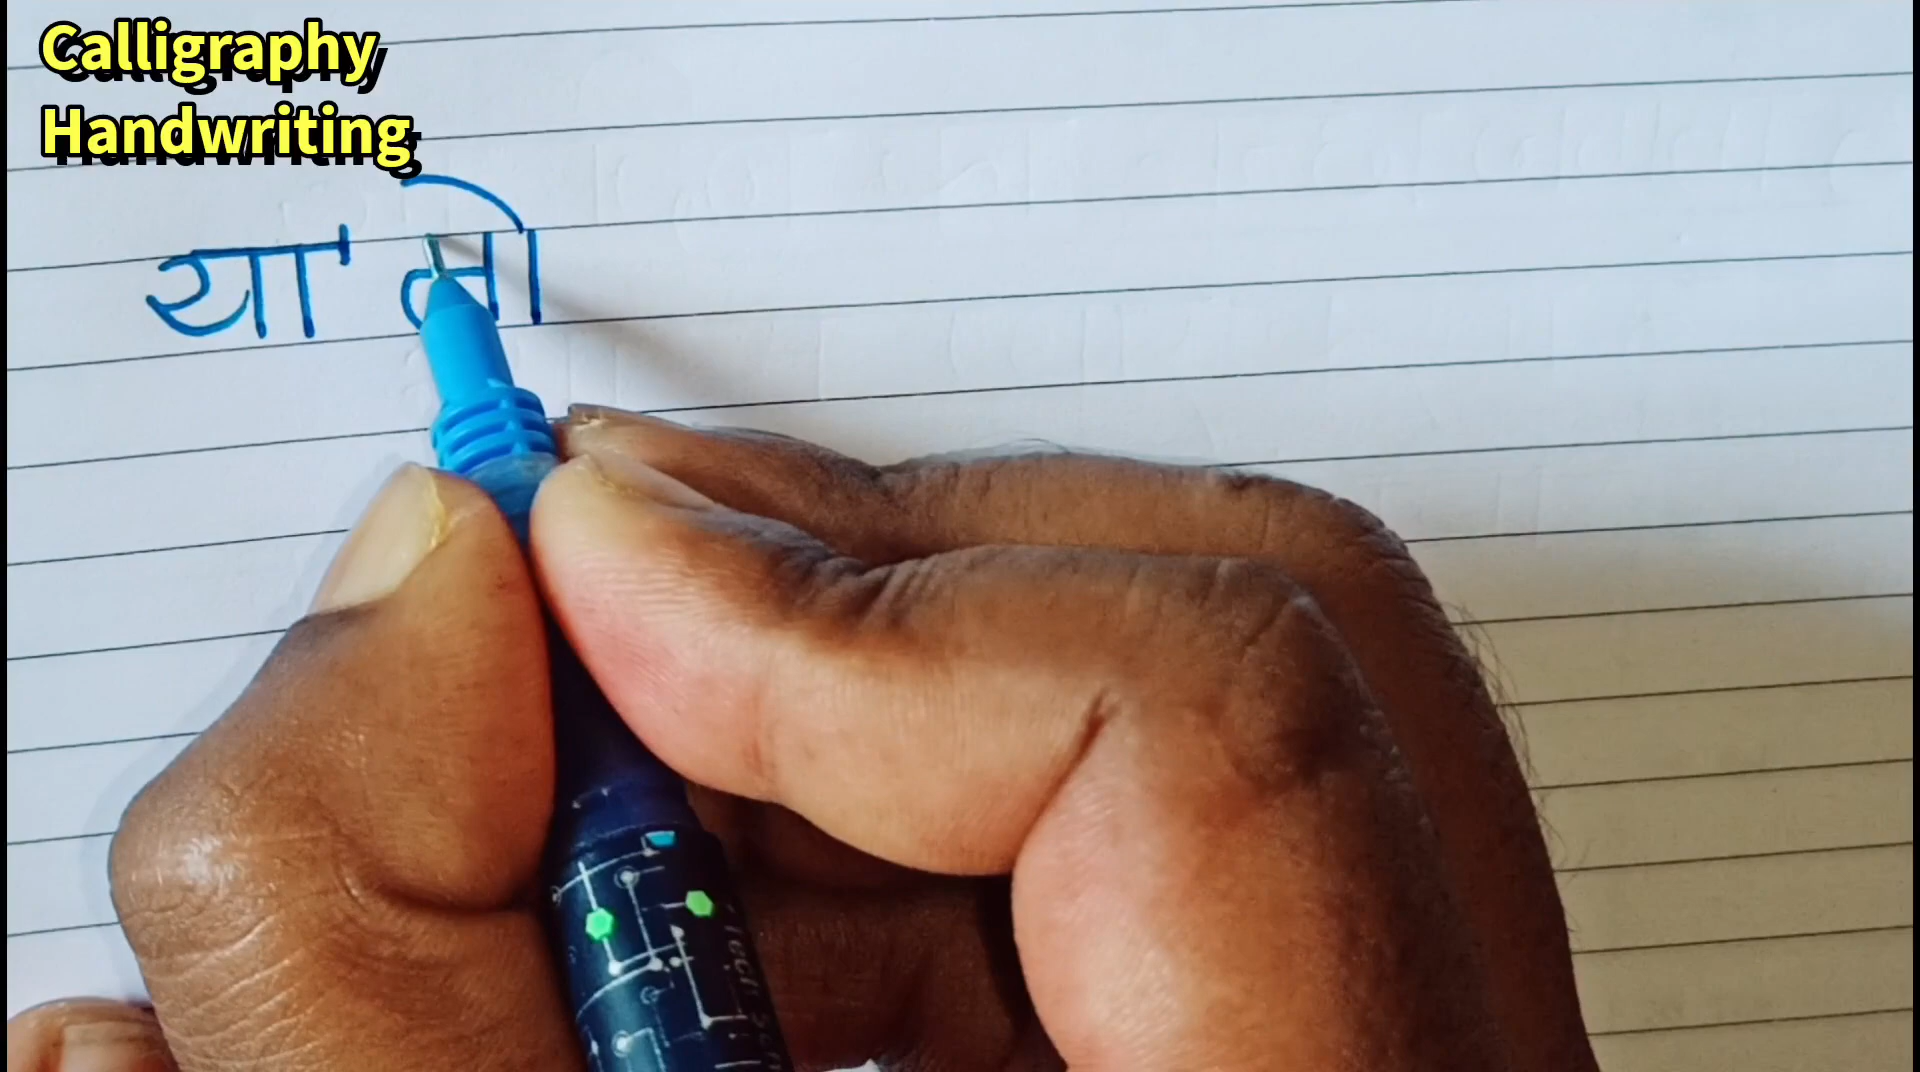 Calligraphy
Handwriting
या तो